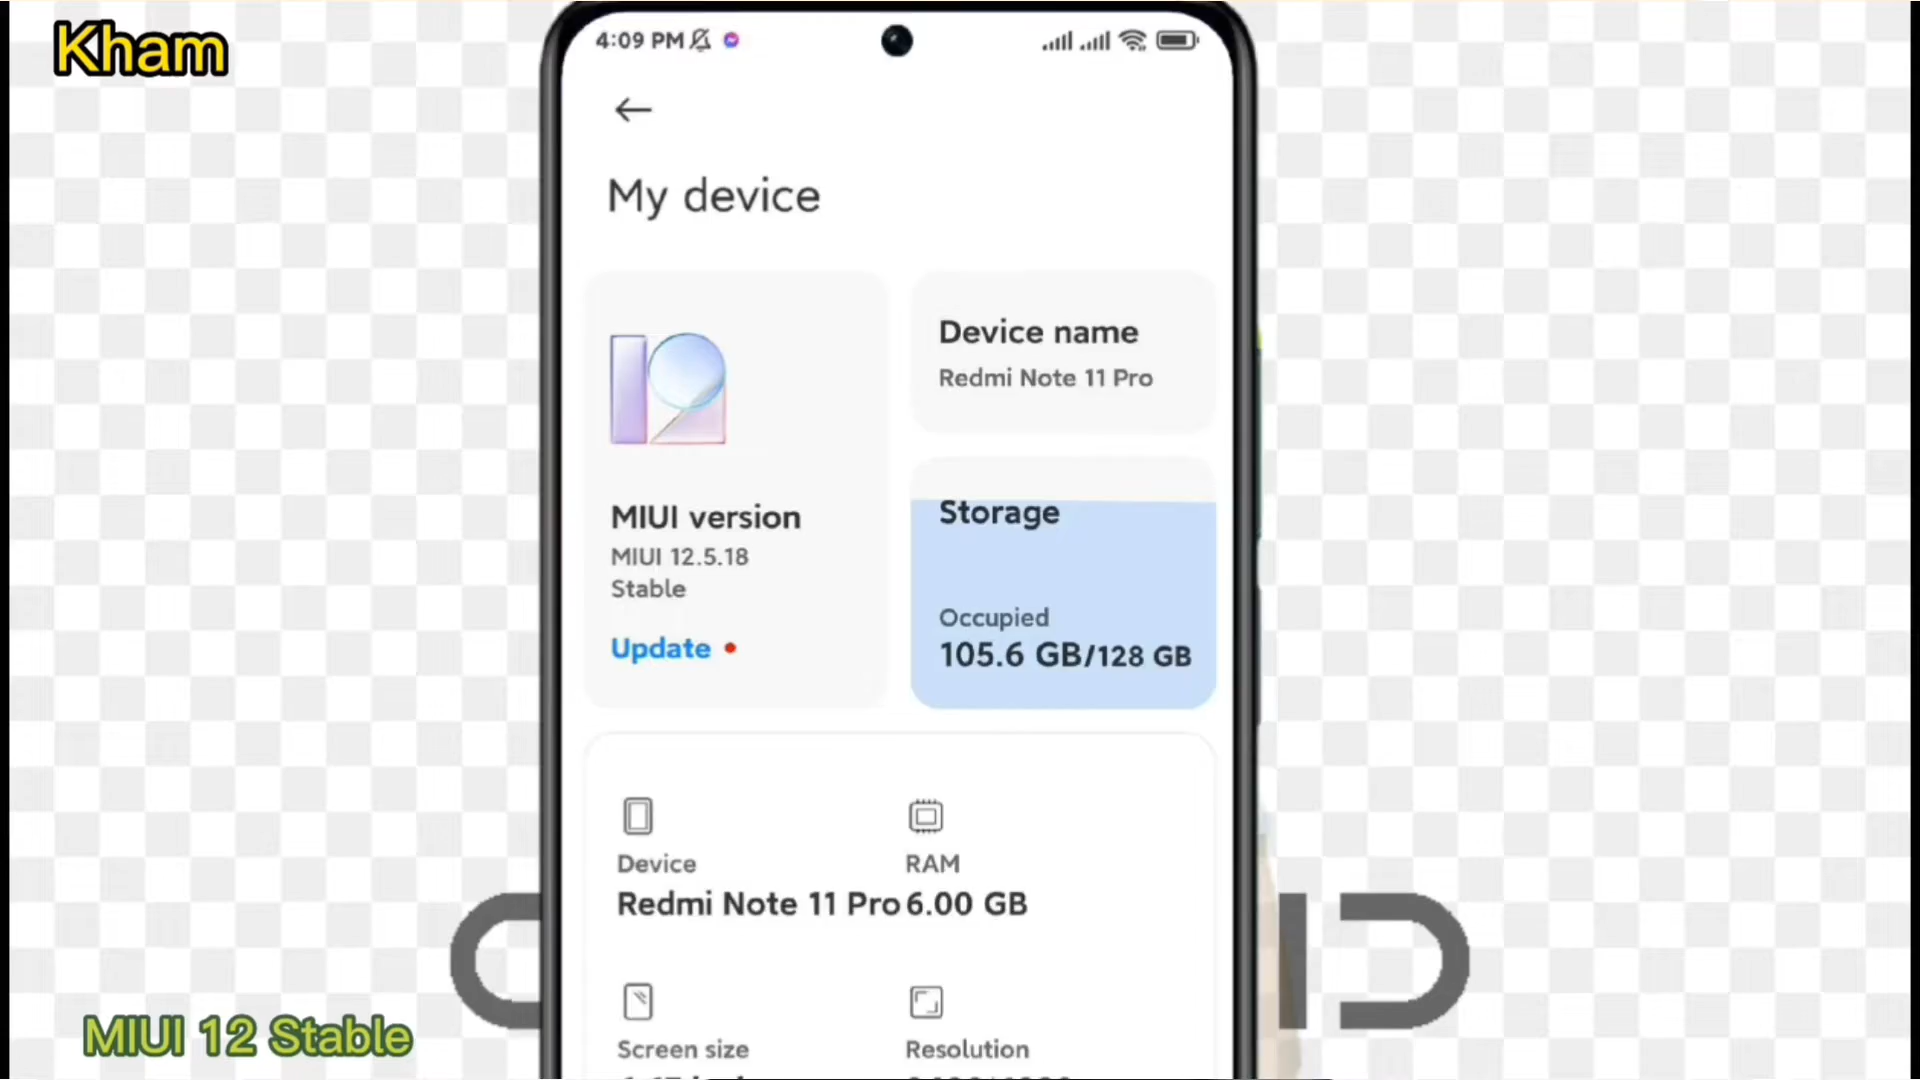 Kham
4:09 PM
My device
MIUI version
MIUI 12.5.18
Stable
Update
Device name
Redmi Note 11 Pro
Storage
Occupied
105.6 GB/128 GB
Device
Redmi Note 11 Pro
RAM
6.00 GB
Screen size
Resolution
MIUI 12 Stable